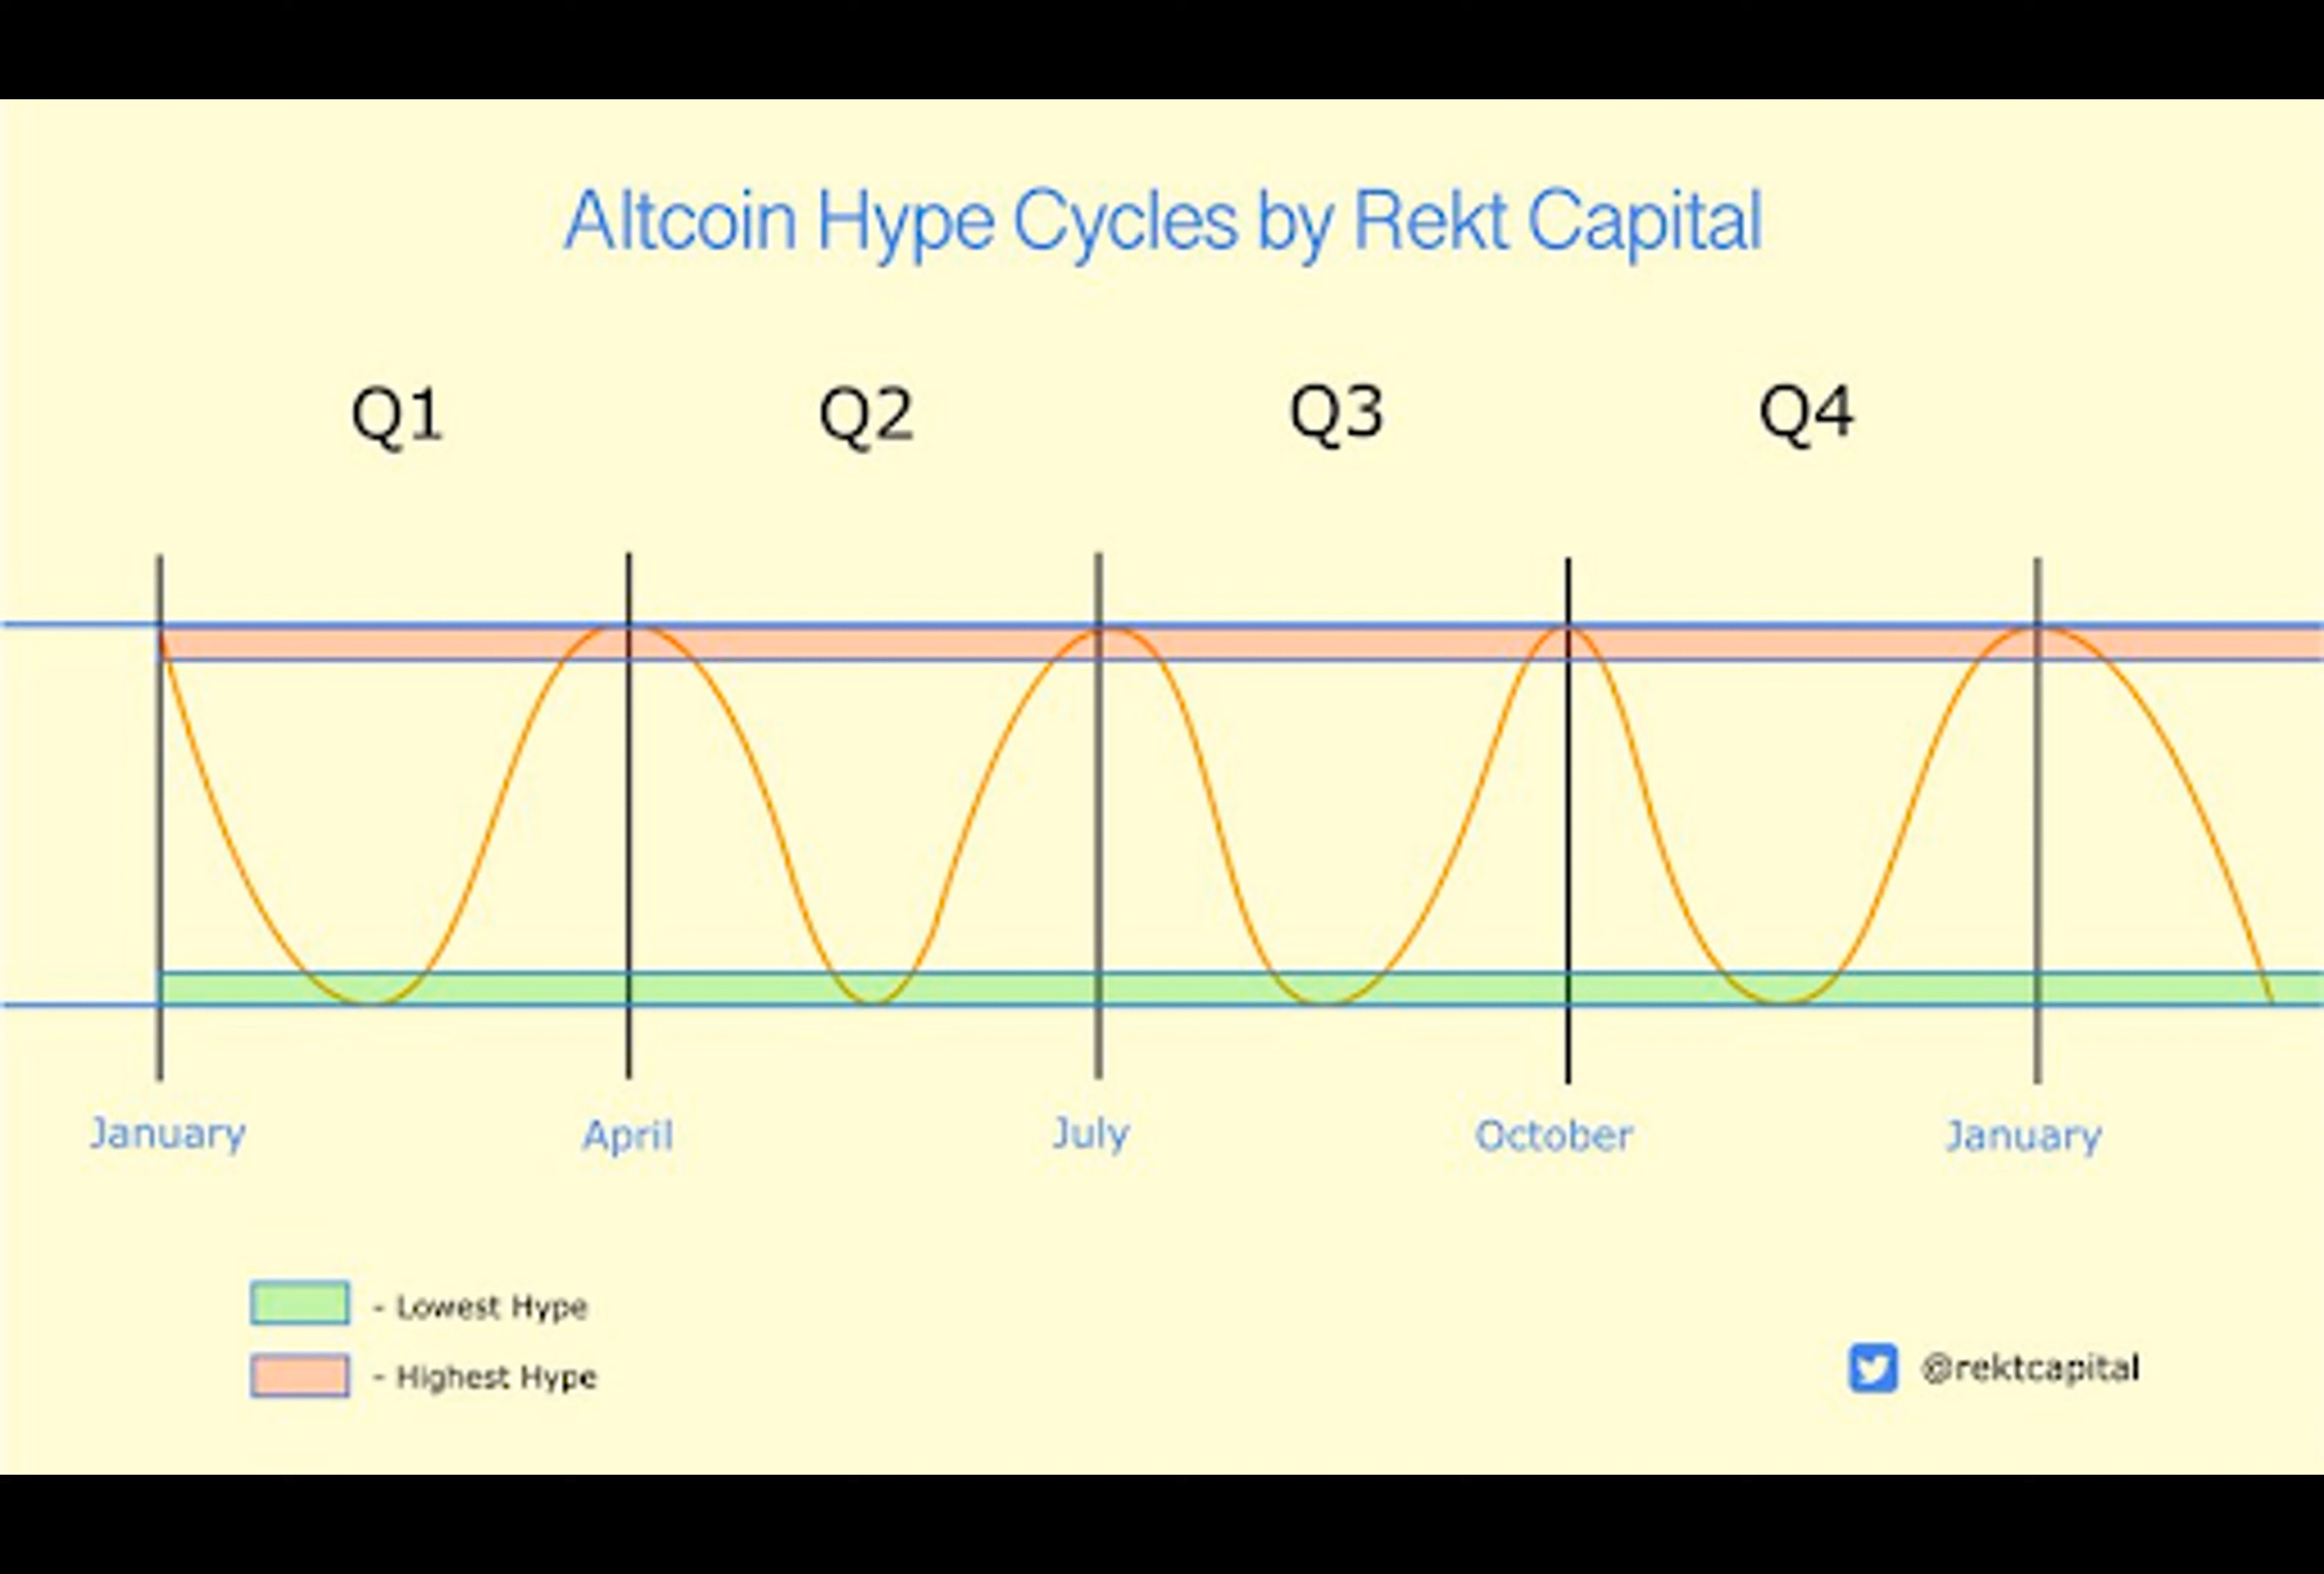 Altcoin Hype Cycles by Rekt Capital
Q1 Q2 Q3 Q4
January April July October January
- Lowest Hype
- Highest Hype
@rektcapital